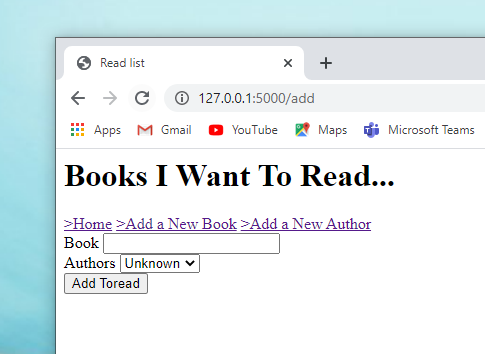 Read list
127.0.0.1:5000/add
Apps Gmail YouTube Maps Microsoft Teams
Books I Want To Read...
>Home >Add a New Book >Add a New Author
Book
Authors Unknown
Add Toread